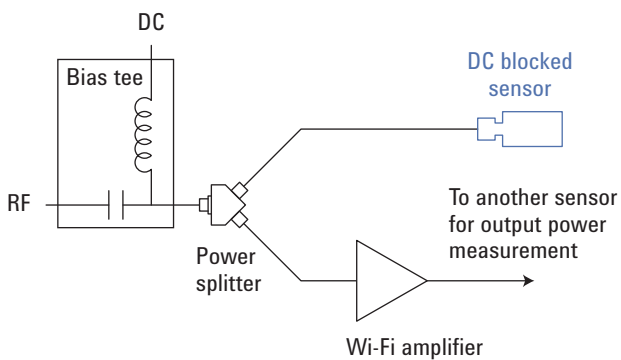 DC
Bias tee
DC blocked
sensor
RF
To another sensor
for output power
measurement
Power
splitter
Wi-Fi amplifier